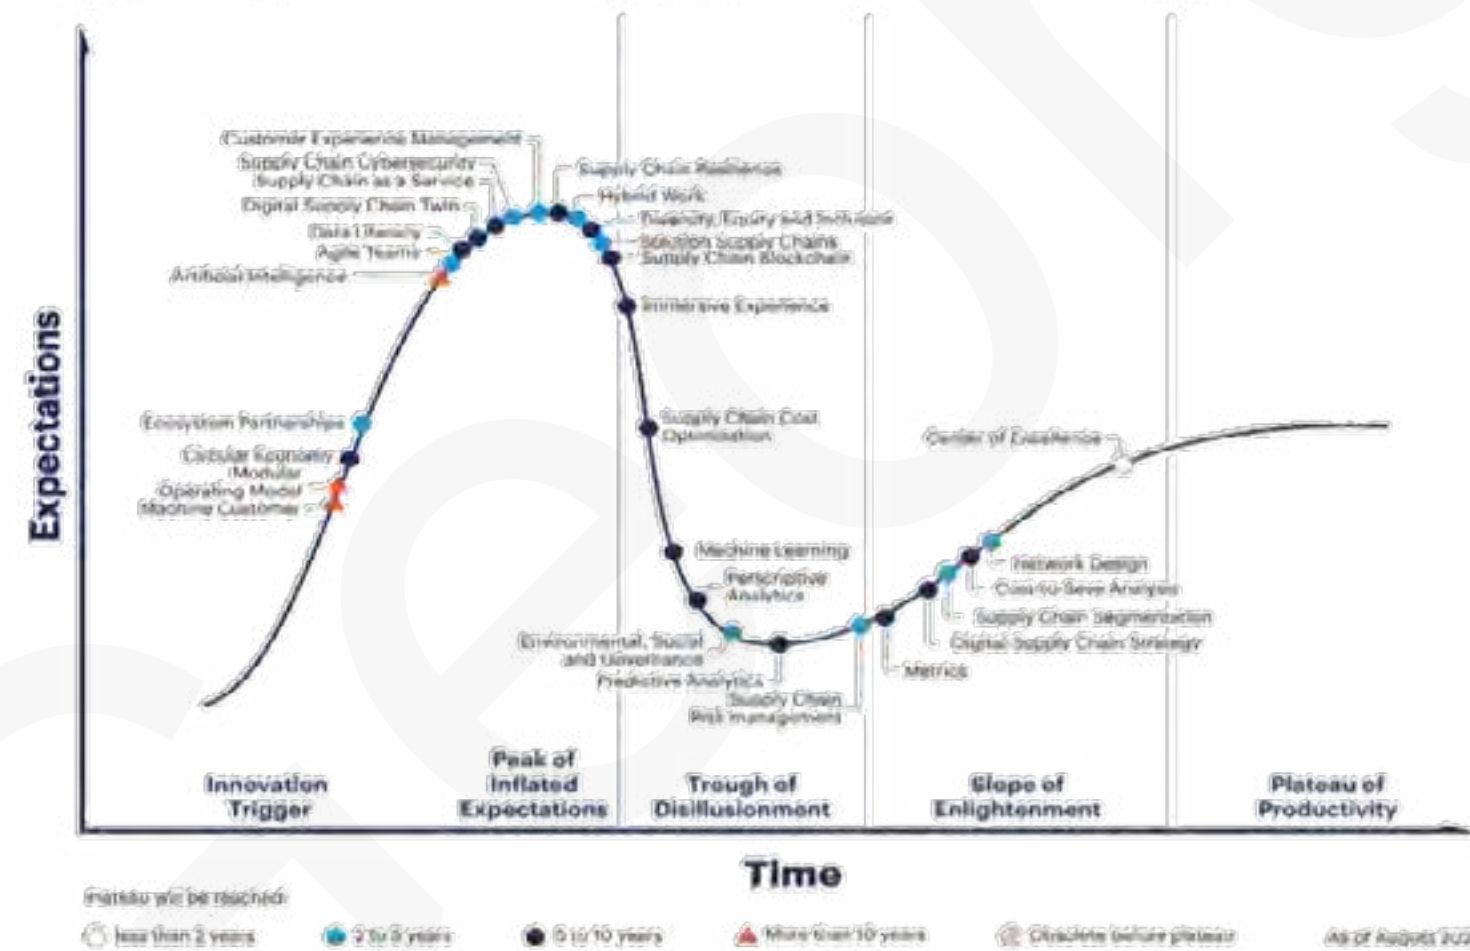 Customer Experience Management
Supply Chain Cybersecurity
Supply Chain as a Service
Digital Supply Chain Twin
Data Literacy
Agile Teams
Artificial Intelligence
Supply Chain Resilience
Hybrid Work
Diversity, Equity and Inclusion
Solution Supply Chains
Supply Chain Blockchain
Immersive Experience
Ecosystem Partnerships
Circular Economy
Modular
Operating Model
Machine Customer
Supply Chain Cost
Optimisation
Center of Excellence
Machine Learning
Perscriptive
Analytics
Environmental, Social
and Governance
Predictive Analytics
Supply Chain
Risk management
Network Design
Cost-to-Seve Analysis
Supply Chain Segmentation
Digital Supply Chain Strategy
Metrics
Expectations
Innovation
Trigger
Peak of
Inflated
Expectations
Trough of
Disillusionment
Slope of
Enlightenment
Plateau of
Productivity
Time
Plateau will be reached:
less than 2 years
2 to 5 years
5 to 10 years
More than 10 years
Obsolete before plateau
As of August